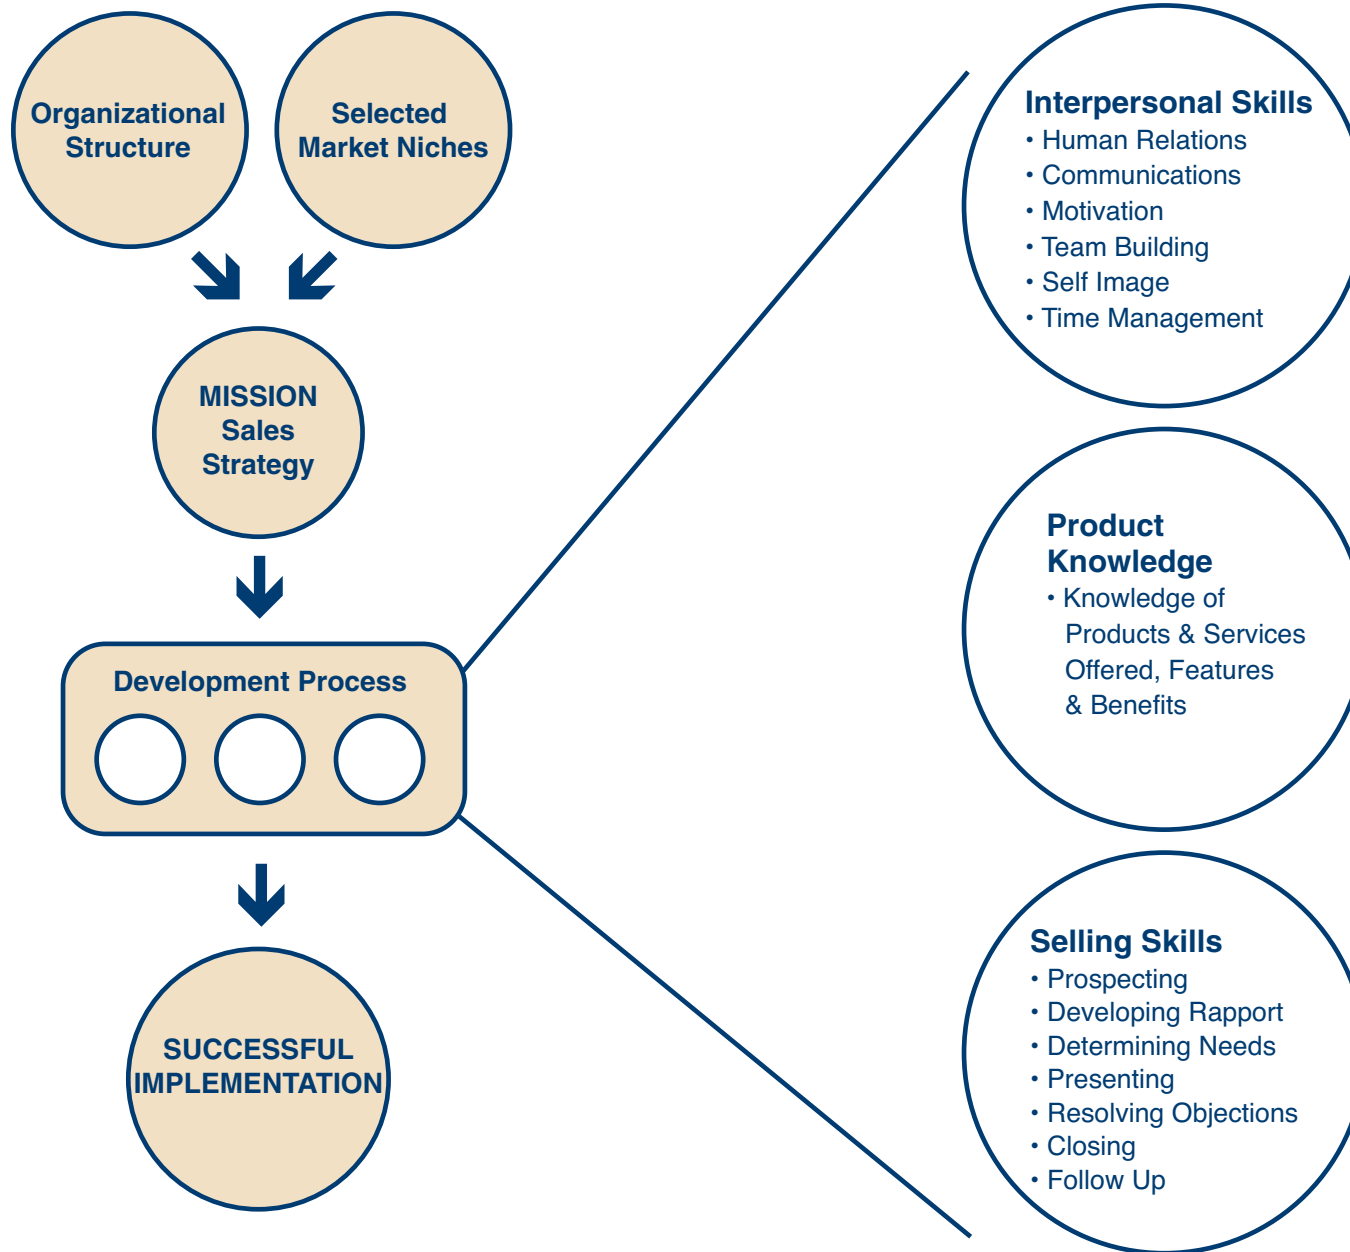 Organizational
Structure
Selected
Market Niches
MISSION
Sales
Strategy
Development Process
SUCCESSFUL
IMPLEMENTATION
Interpersonal Skills
• Human Relations
• Communications
• Motivation
• Team Building
• Self Image
• Time Management
Product
Knowledge
• Knowledge of
Products & Services
Offered, Features
& Benefits
Selling Skills
• Prospecting
• Developing Rapport
• Determining Needs
• Presenting
• Resolving Objections
• Closing
• Follow Up